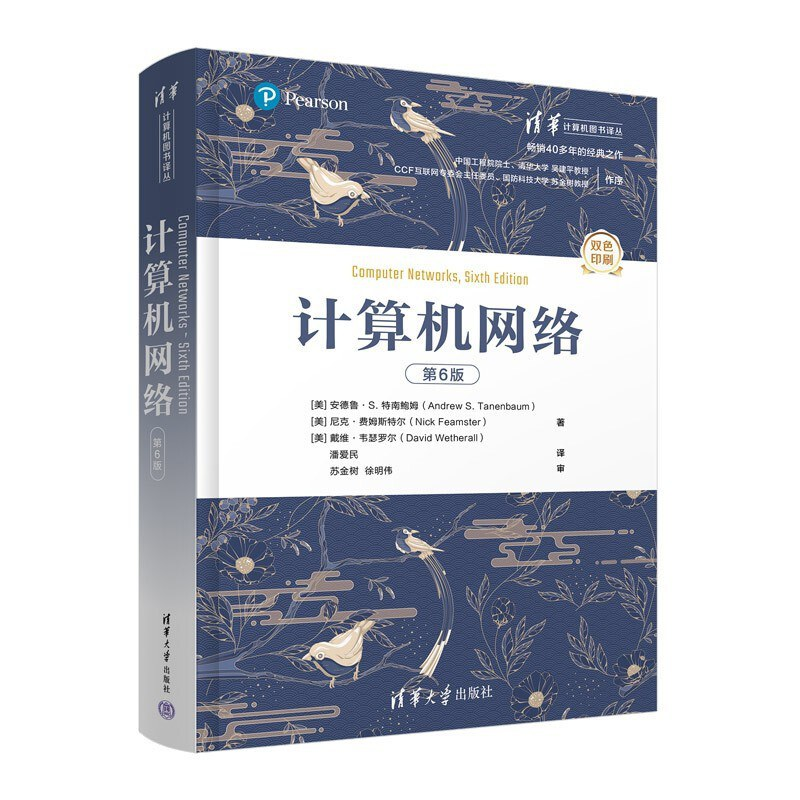 Pearson
清华 计算机图书译丛
畅销40多年的经典之作
中国工程院院士、清华大学 吴建平教授
CCF互联网专委会主任委员、国防科技大学 苏金树教授
作序
双色
印刷
Computer Networks, Sixth Edition
计算机网络
第6版
[美] 安德鲁·S. 特南鲍姆（Andrew S. Tanenbaum）
[美] 尼克·费姆斯特尔（Nick Feamster） 著
[美] 戴维·韦瑟罗尔（David Wetherall）
潘爱民 译
苏金树 徐明伟 审
清华大学出版社
清华 计算机图书译丛
Computer Networks - Sixth Edition
计算机网络
第6版
清华大学出版社